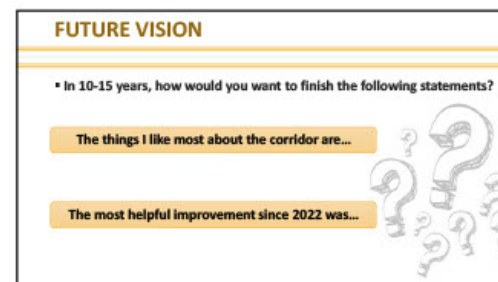 FUTURE VISION
▪ In 10-15 years, how would you want to finish the following statements?
The things I like most about the corridor are...
The most helpful improvement since 2022 was...